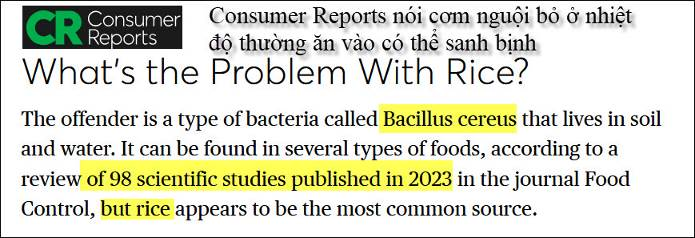 CR Consumer Reports
Consumer Reports nói cơm nguội bỏ ở nhiệt
độ thường ăn vào có thể sanh bịnh
What's the Problem With Rice?
The offender is a type of bacteria called Bacillus cereus that lives in soil
and water. It can be found in several types of foods, according to a
review of 98 scientific studies published in 2023 in the journal Food
Control, but rice appears to be the most common source.